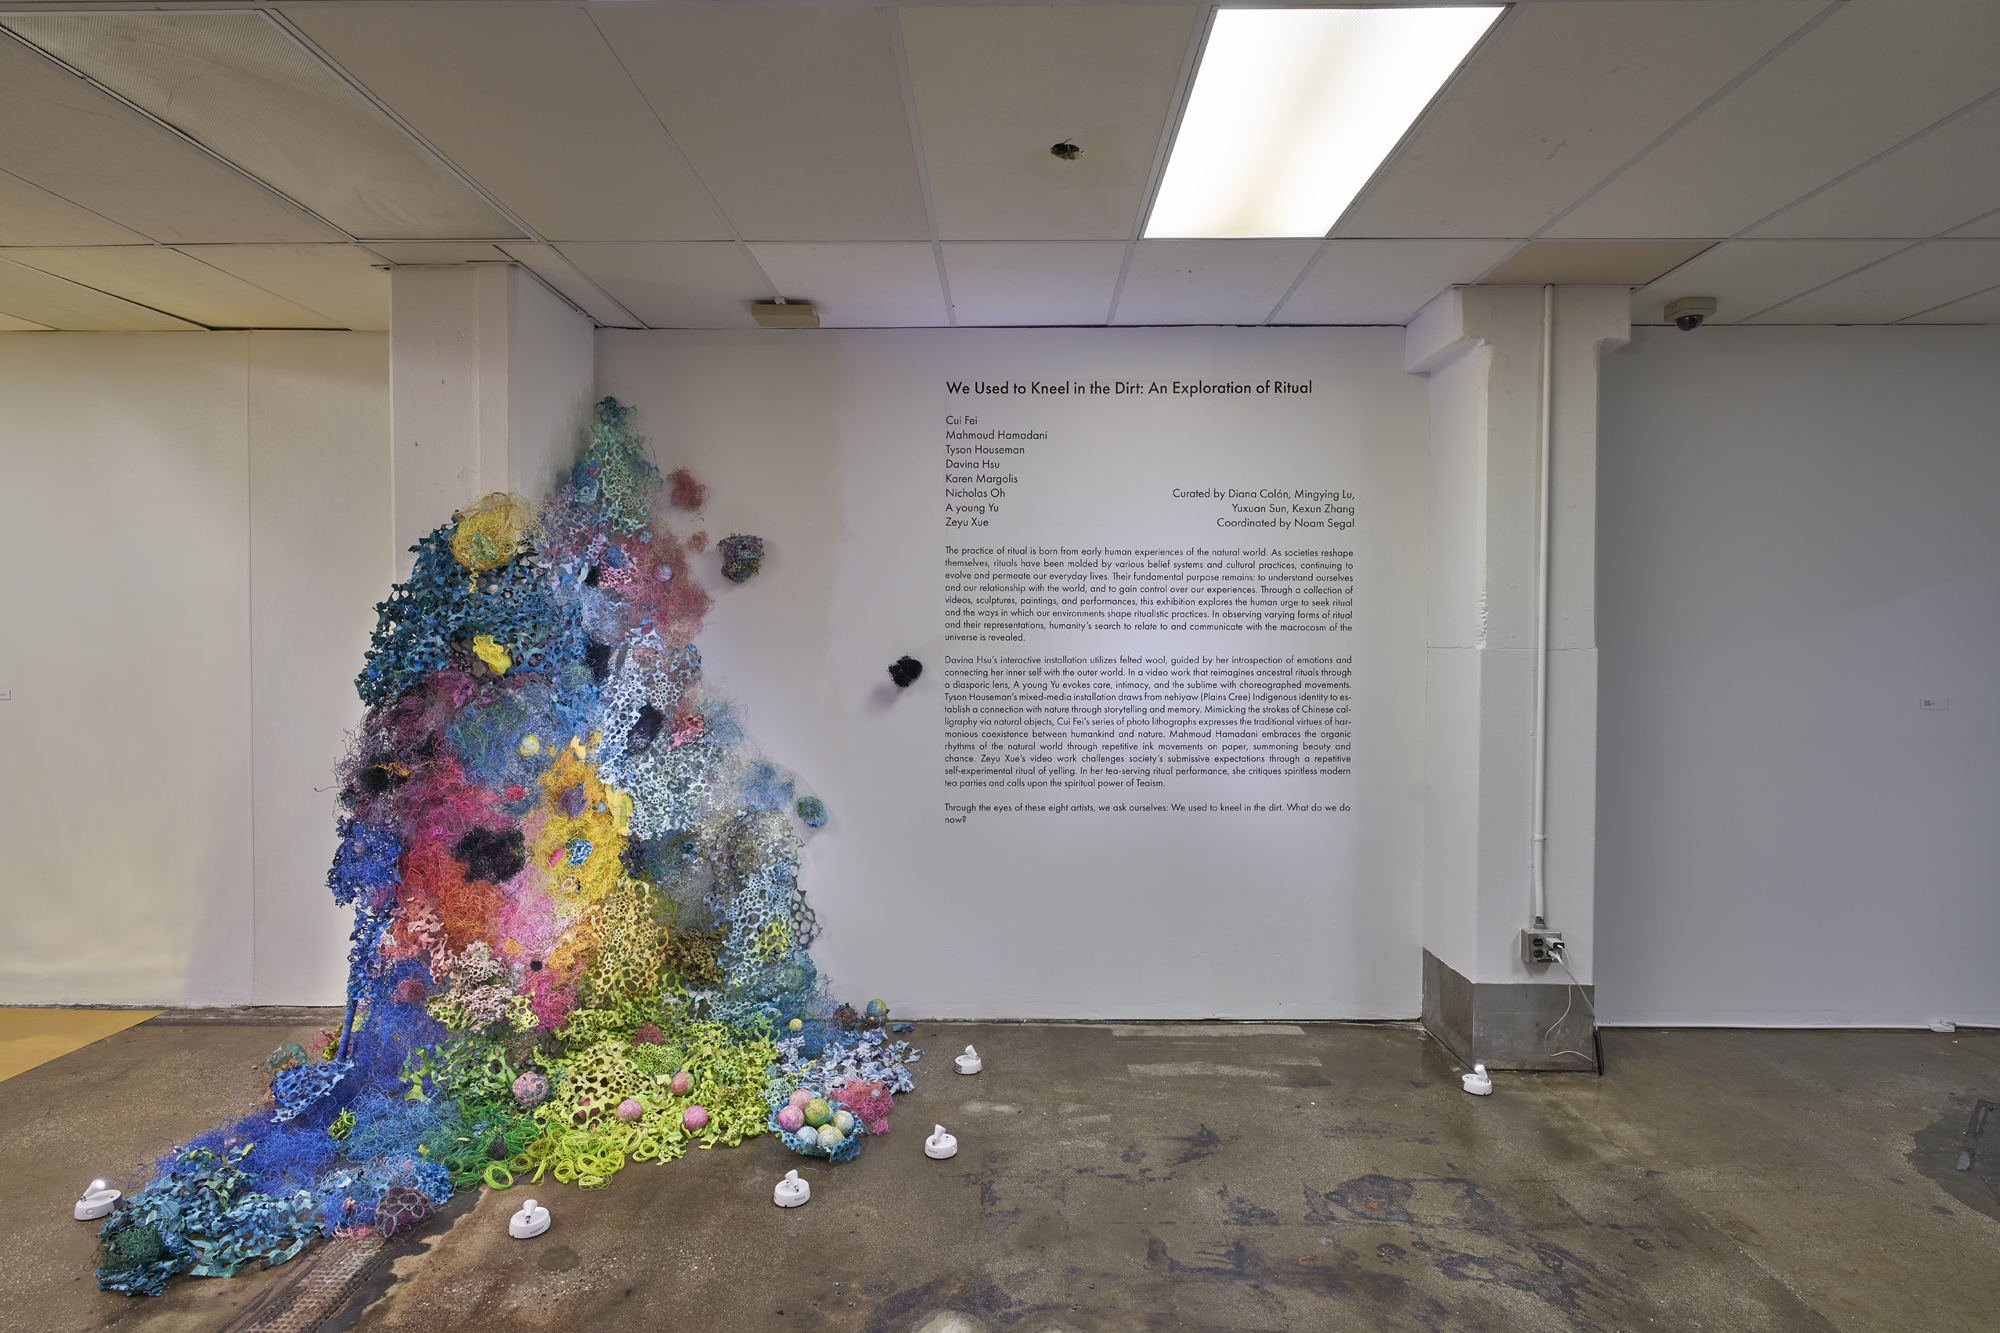 We Used to Kneel in the Dirt: An Exploration of Ritual
Cui Fei
Mahmoud Hamadani
Tyson Houseman
Davina Hsu
Karen Margolis
Nicholas Oh
A young Yu
Zeyu Xue
Curated by Diana Colón, Mingying Lu,
Yuxuan Sun, Kexun Zhang
Coordinated by Noam Segal
The practice of ritual is born from early human experiences of the natural world. As societies reshape
themselves, rituals have been molded by various belief systems and cultural practices, continuing to
evolve and permeate our everyday lives. Their fundamental purpose remains: to understand ourselves
and our relationship with the world, and to gain control over our experiences. Through a collection of
videos, sculptures, paintings, and performances, this exhibition explores the human urge to seek ritual
and the ways in which our environments shape ritualistic practices. In observing varying forms of ritual
and their representations, humanity's search to relate to and communicate with the macrocosm of the
universe is revealed.
Davina Hsu's interactive installation utilizes felted wool, guided by her introspection of emotions and
connecting her inner self with the outer world. In a video work that reimagines ancestral rituals through
a diasporic lens, A young Yu evokes care, intimacy, and the sublime with choreographed movements.
Tyson Houseman's mixed-media installation draws from nehiyaw (Plains Cree) Indigenous identity to es-
tablish a connection with nature through storytelling and memory. Mimicking the strokes of Chinese cal-
ligraphy via natural objects, Cui Fei's series of photo lithographs expresses the traditional virtues of har-
monious coexistence between humankind and nature. Mahmoud Hamadani embraces the organic
rhythms of the natural world through repetitive ink movements on paper, summoning beauty and
chance. Zeyu Xue's video work challenges society's submissive expectations through a repetitive
self-experimental ritual of yelling. In her tea-serving ritual performance, she critiques spiritless modern
tea parties and calls upon the spiritual power of Teaism.
Through the eyes of these eight artists, we ask ourselves: We used to kneel in the dirt. What do we do
now?